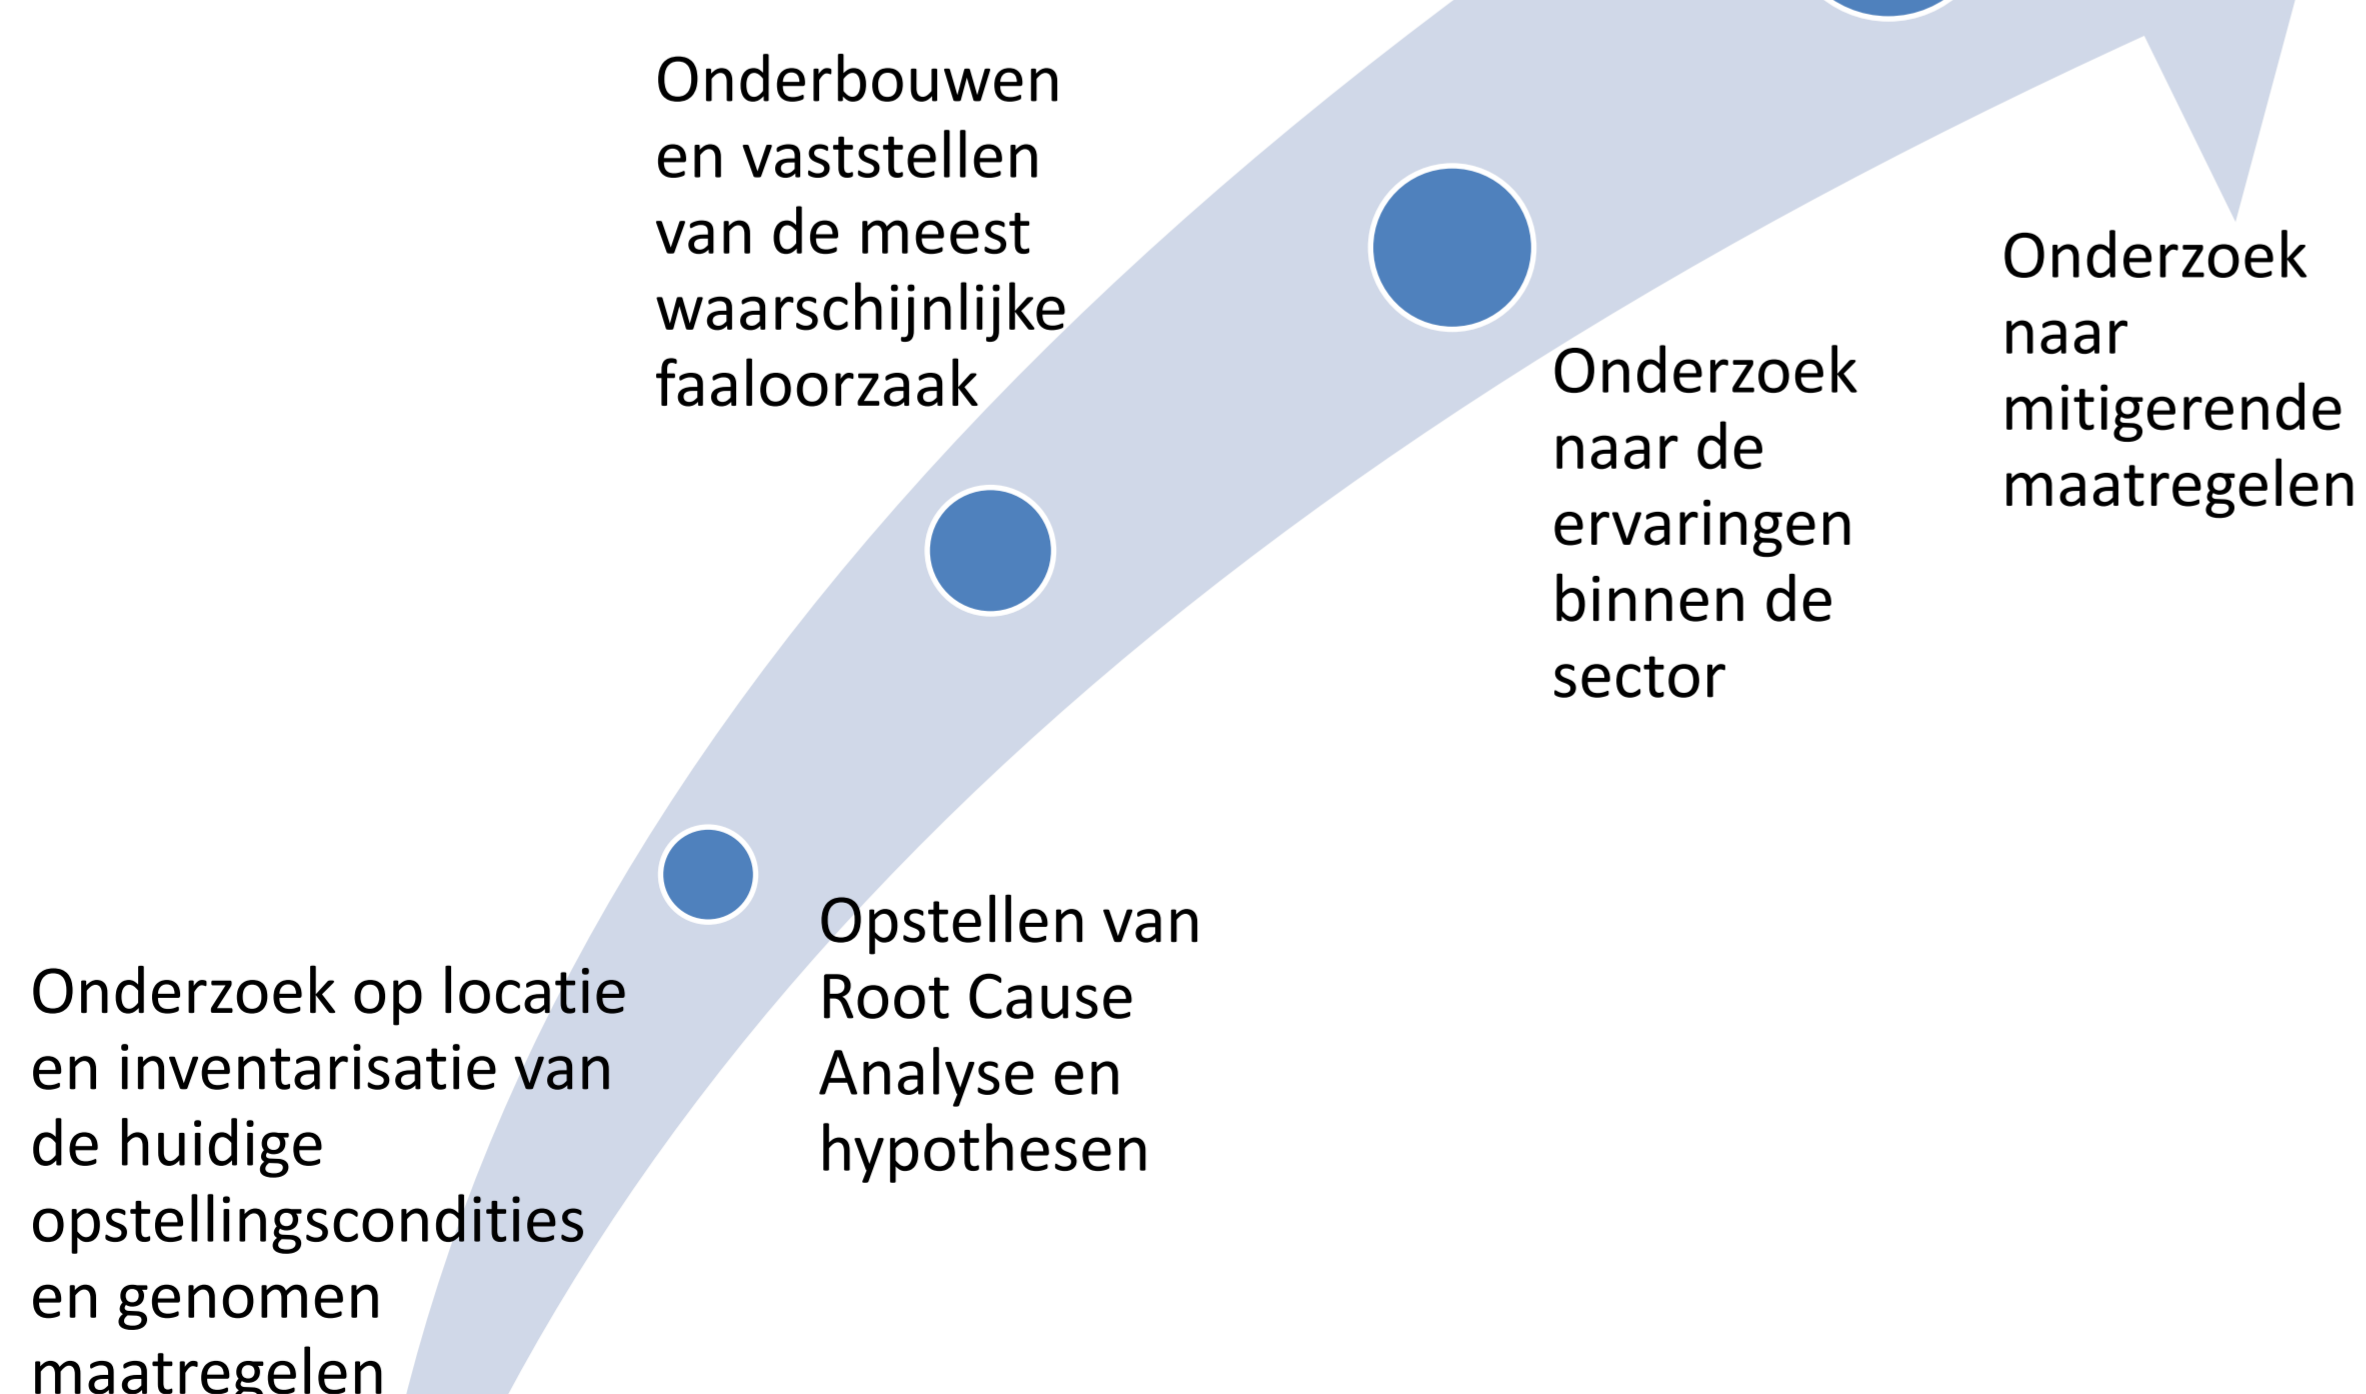 Onderzoek op locatie
en inventarisatie van
de huidige
opstellingscondities
en genomen
maatregelen
Opstellen van
Root Cause
Analyse en
hypothesen
Onderbouwen
en vaststellen
van de meest
waarschijnlijke
faaloorzaak
Onderzoek
naar de
ervaringen
binnen de
sector
Onderzoek
naar
mitigerende
maatregelen